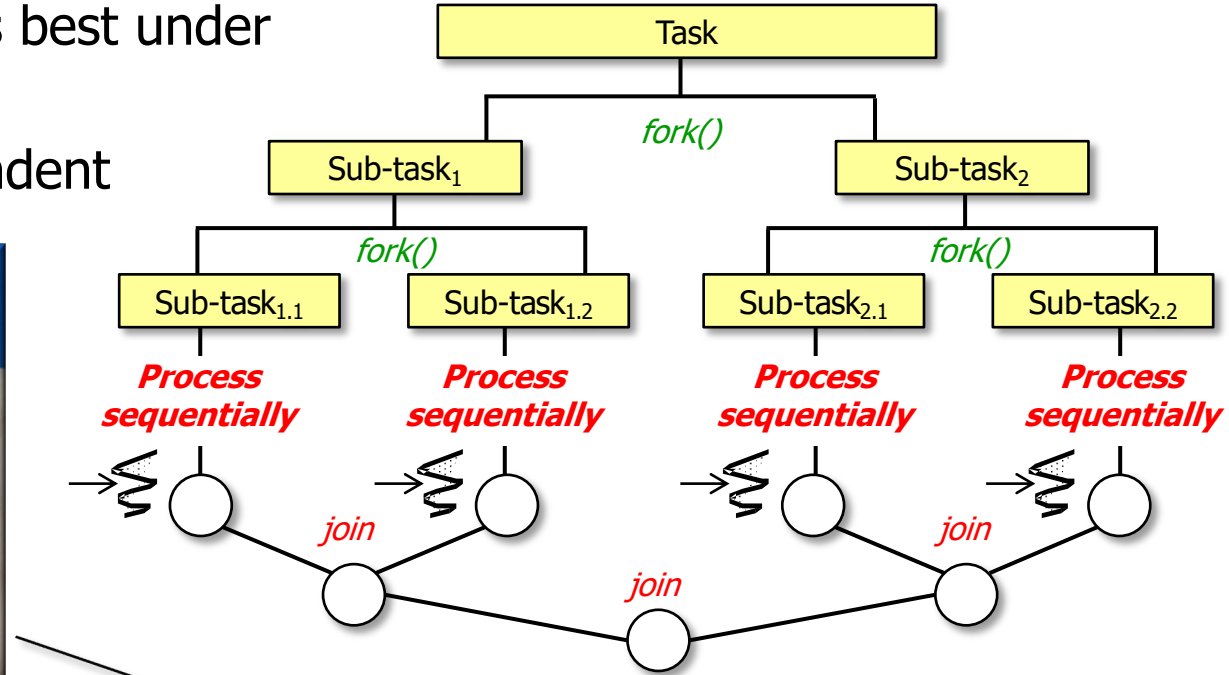 s best under
ndent
Task
fork()
Sub-task₁
Sub-task₂
fork()
fork()
Sub-task₁.₁
Sub-task₁.₂
Sub-task₂.₁
Sub-task₂.₂
Process
sequentially
Process
sequentially
Process
sequentially
Process
sequentially
join
join
join